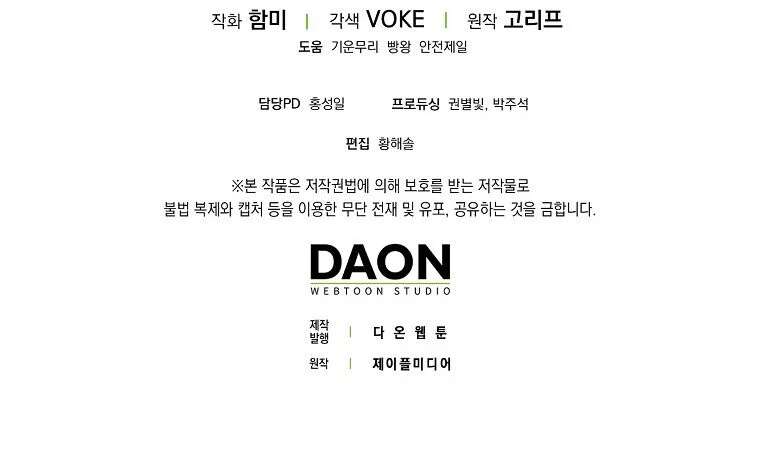 작화 함미 | 각색 VOKE | 원작 고리프
도움 기운무리 빵왕 안전제일
담당PD 홍성일 프로듀싱 권별빛, 박주석
편집 황해솔
※본 작품은 저작권법에 의해 보호를 받는 저작물로
불법 복제와 캡처 등을 이용한 무단 전재 및 유포, 공유하는 것을 금합니다.
DAON
WEBTOON STUDIO
제작
발행 | 다온웹툰
원작 | 제이플미디어